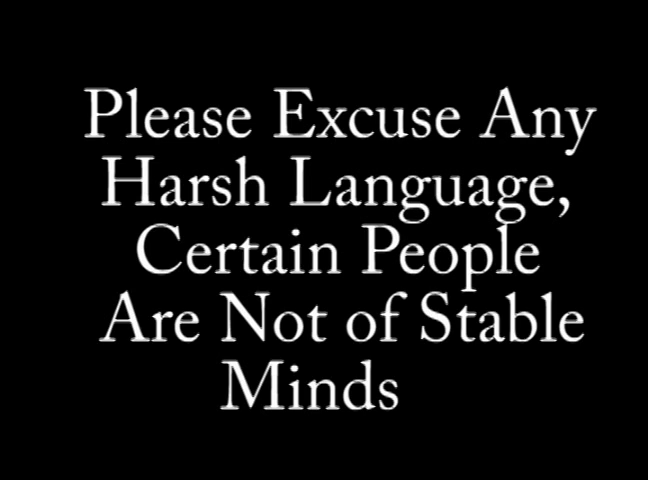 Please Excuse Any
Harsh Language,
Certain People
Are Not of Stable
Minds